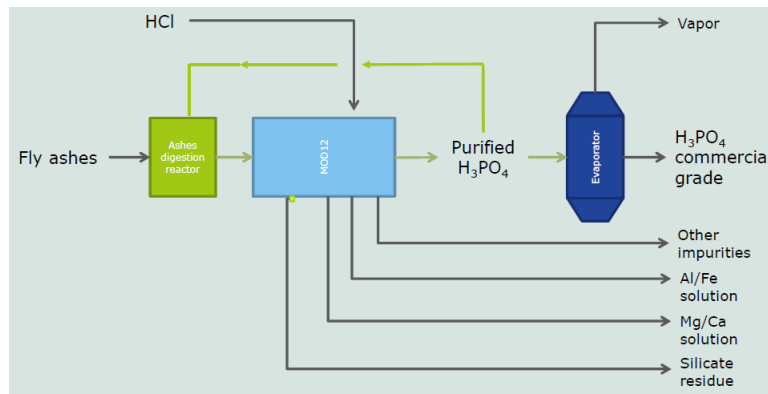 HCl
Vapor
Fly ashes
Ashes
digestion
reactor
MOD12
Purified
H₃PO₄
Evaporator
H₃PO₄
commercial
grade
Other
impurities
Al/Fe
solution
Mg/Ca
solution
Silicate
residue